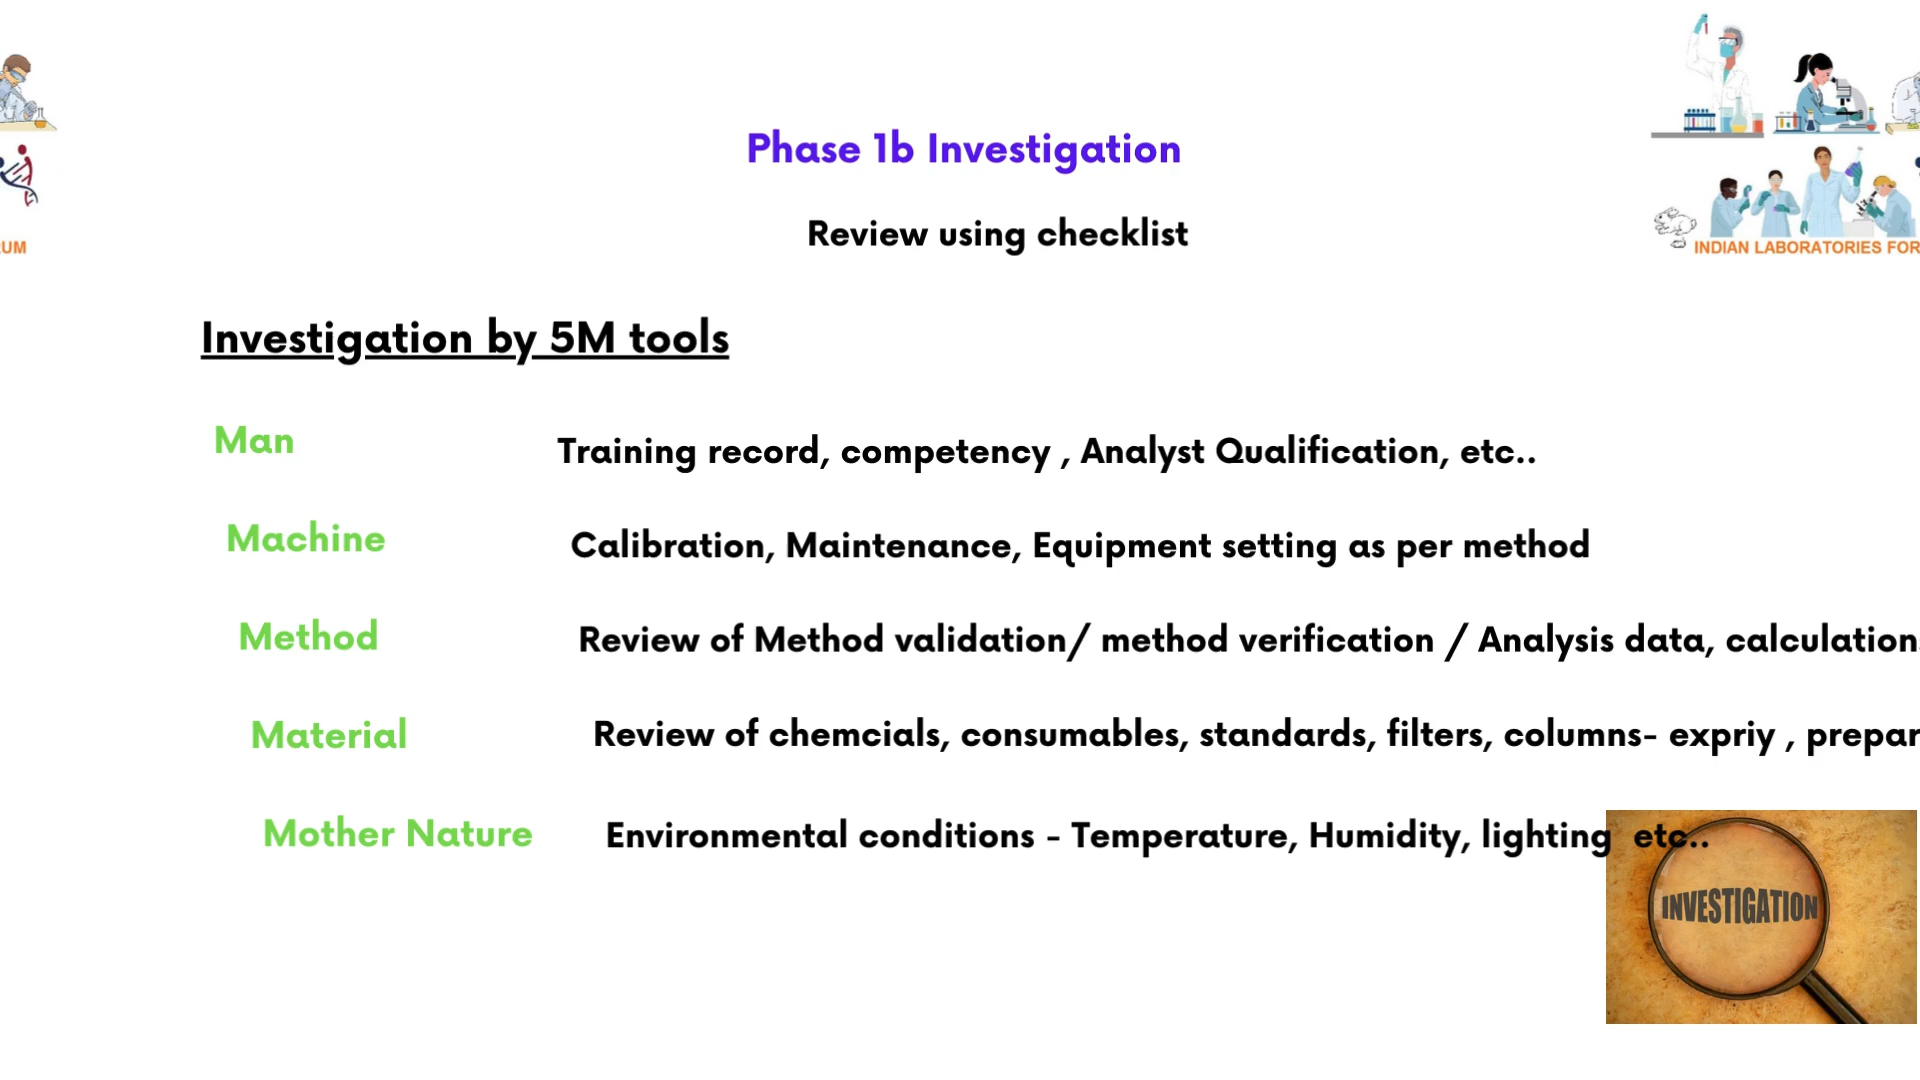 Phase 1b Investigation
Review using checklist
UM
INDIAN LABORATORIES FOR
Investigation by 5M tools
Man
Training record, competency , Analyst Qualification, etc..
Machine
Calibration, Maintenance, Equipment setting as per method
Method
Review of Method validation/ method verification / Analysis data, calculation
Material
Review of chemcials, consumables, standards, filters, columns- expriy , prepar
Mother Nature
Environmental conditions - Temperature, Humidity, lighting etc..
INVESTIGATION